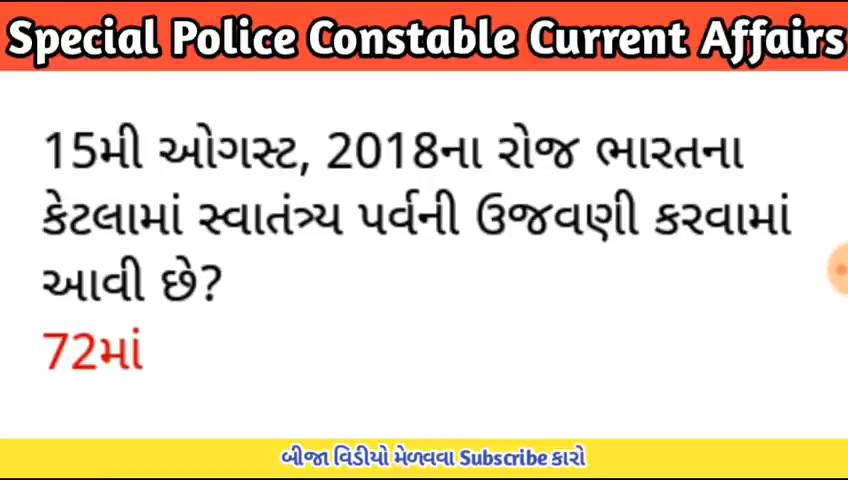 Special Police Constable Current Affairs
15મી ઓગસ્ટ, 2018ના રોજ ભારતના
કેટલામાં સ્વાતંત્ર્ય પર્વની ઉજવણી કરવામાં
આવી છે?
72માં
બીજા વિડીયો મેળવવા Subscribe કારો